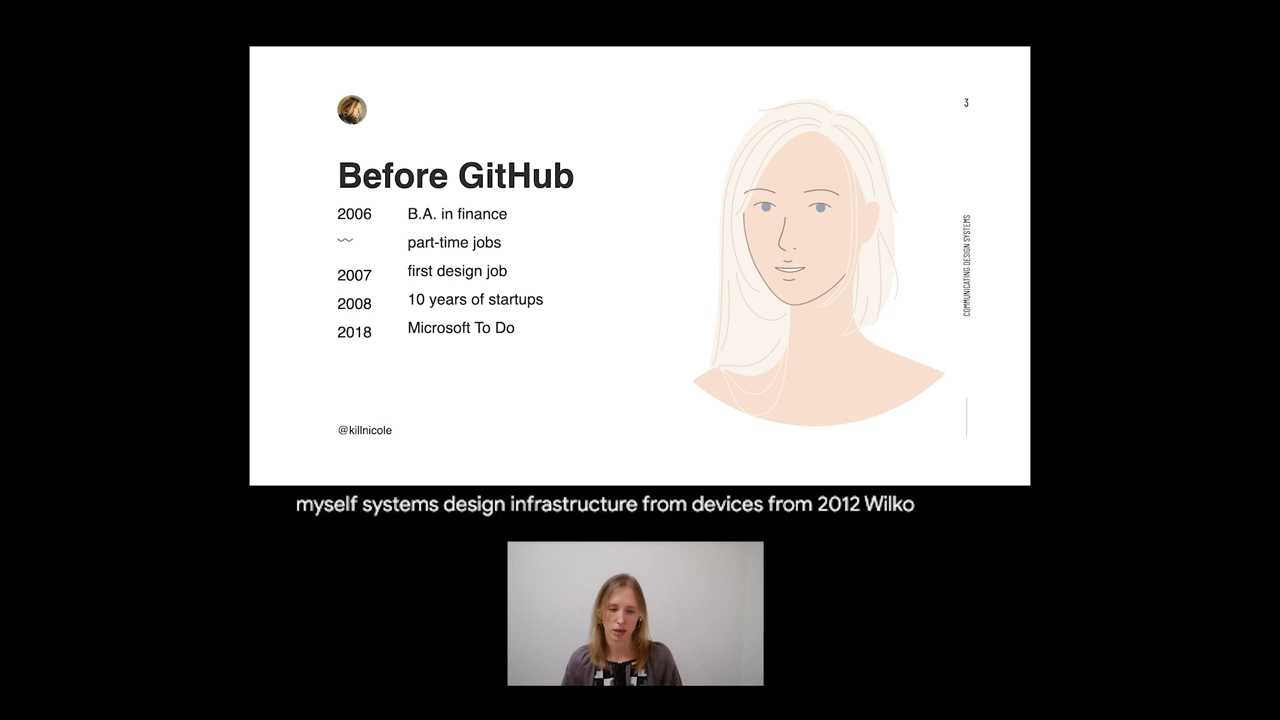 3
Before GitHub
2006 B.A. in finance
part-time jobs
2007 first design job
2008 10 years of startups
2018 Microsoft To Do
COMMUNICATING DESIGN SYSTEMS
@killnicole
myself systems design infrastructure from devices from 2012 Wilko